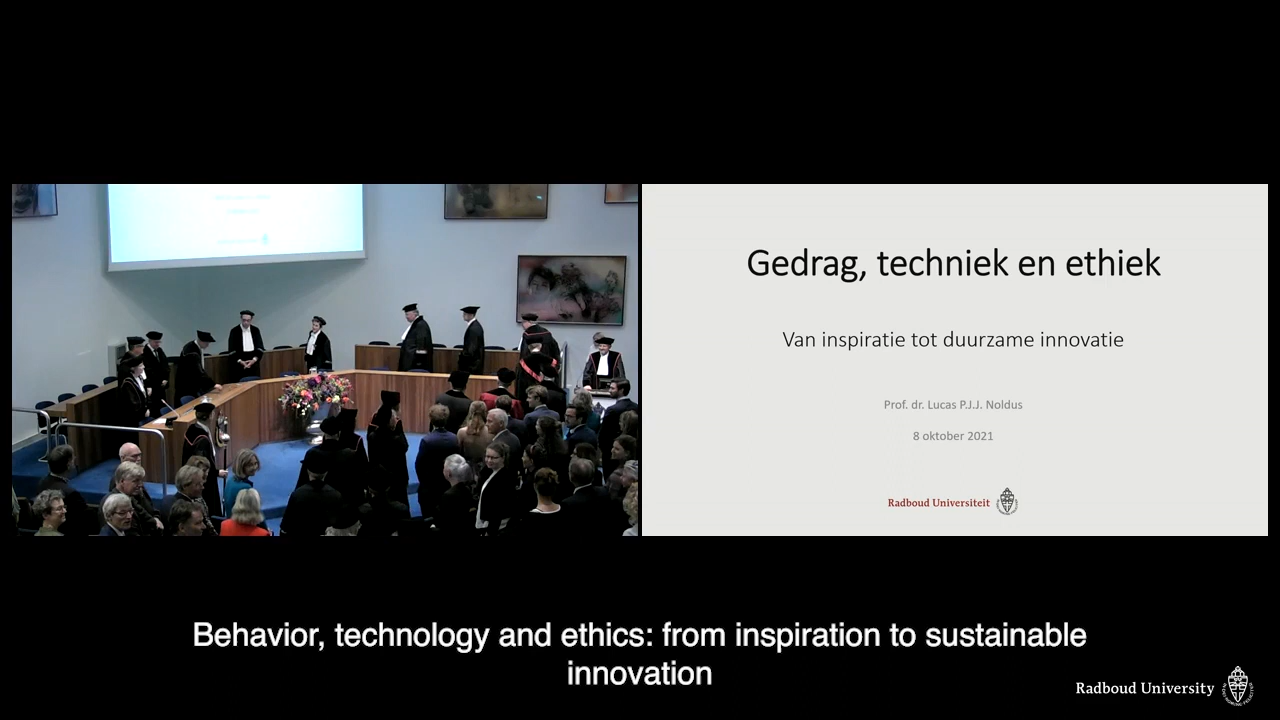 Gedrag, techniek en ethiek
Van inspiratie tot duurzame innovatie
Prof. dr. Lucas P.J.J. Noldus
8 oktober 2021
Radboud Universiteit
Behavior, technology and ethics: from inspiration to sustainable
innovation
Radboud University